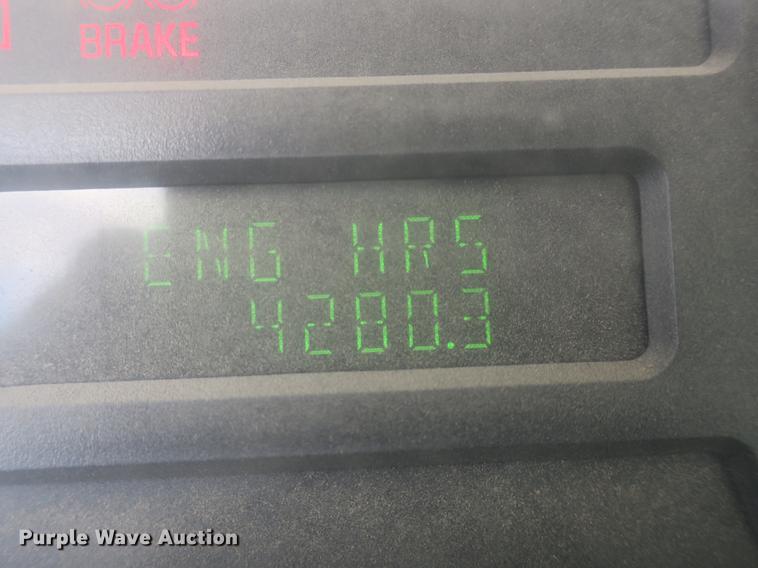 BRAKE
ENG HRS
4280.3
Purple Wave Auction